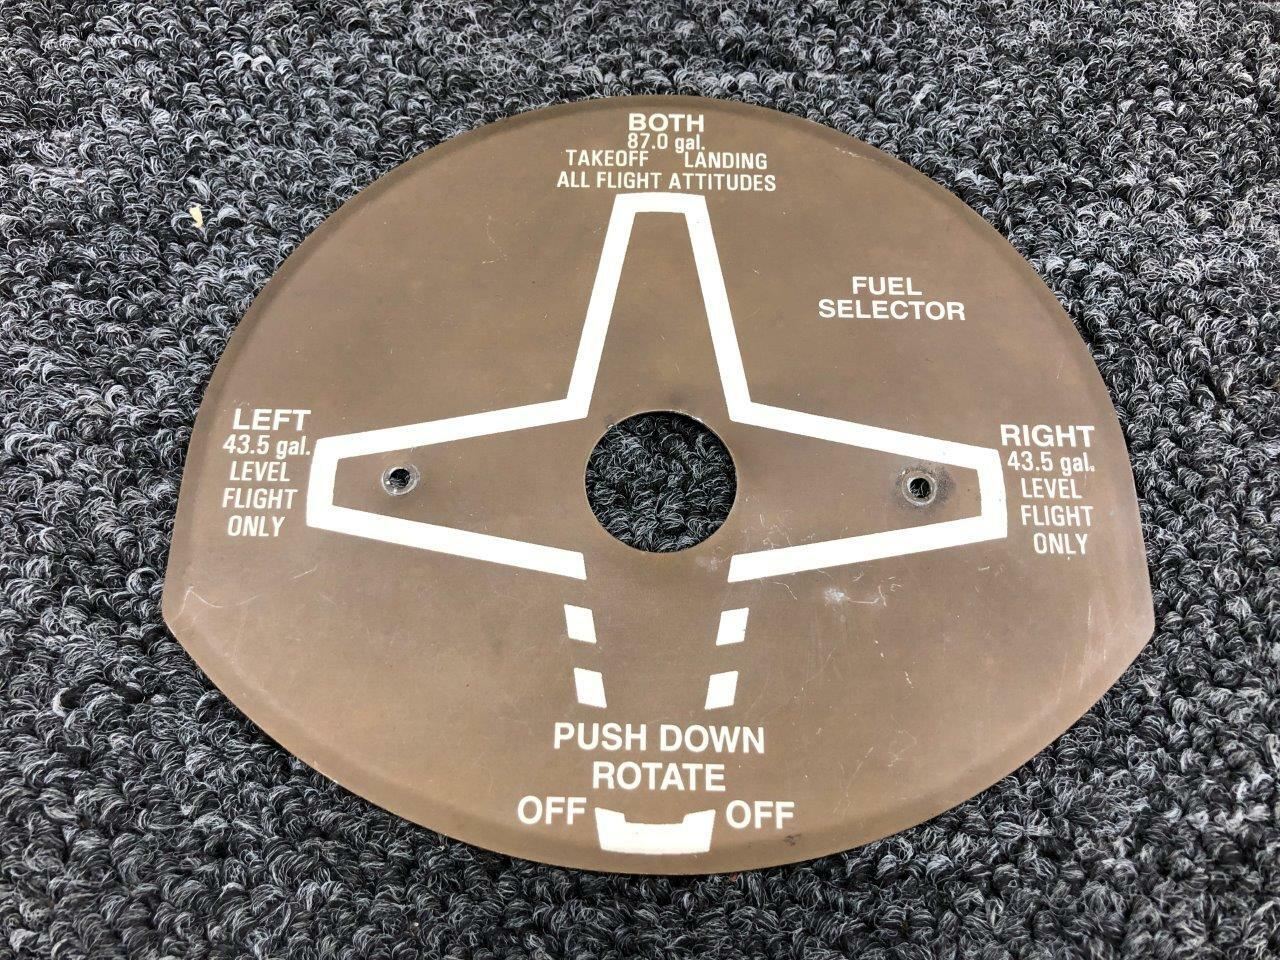 BOTH
87.0 gal.
TAKEOFF LANDING
ALL FLIGHT ATTITUDES
FUEL
SELECTOR
LEFT
43.5 gal.
LEVEL
FLIGHT
ONLY
RIGHT
43.5 gal.
LEVEL
FLIGHT
ONLY
PUSH DOWN
ROTATE
OFF OFF